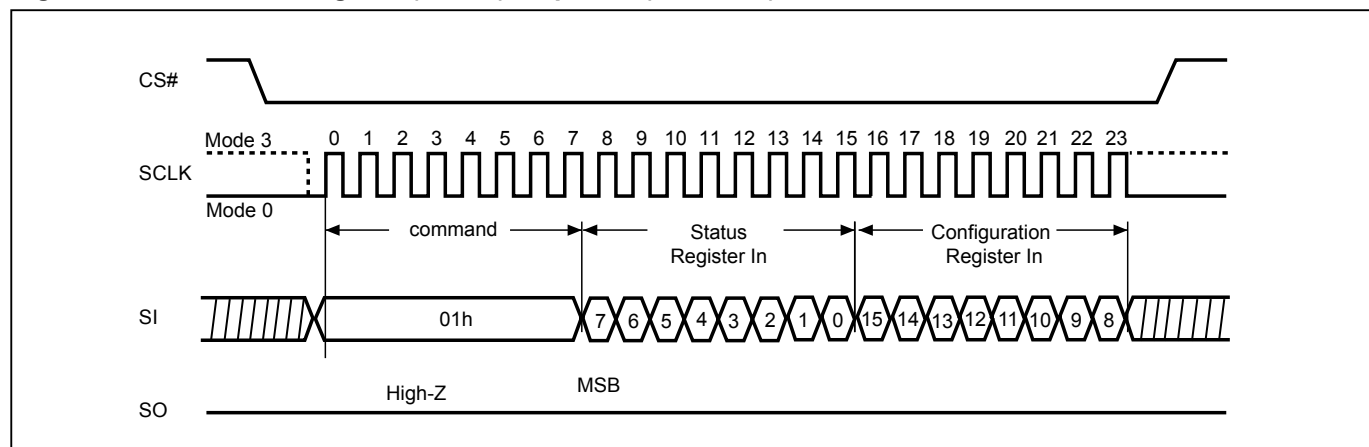 CS#
Mode 3
0 1 2 3 4 5 6 7 8 9 10 11 12 13 14 15 16 17 18 19 20 21 22 23
SCLK
Mode 0
command
Status
Register In
Configuration
Register In
SI
01h
7 6 5 4 3 2 1 0 15 14 13 12 11 10 9 8
High-Z
MSB
SO